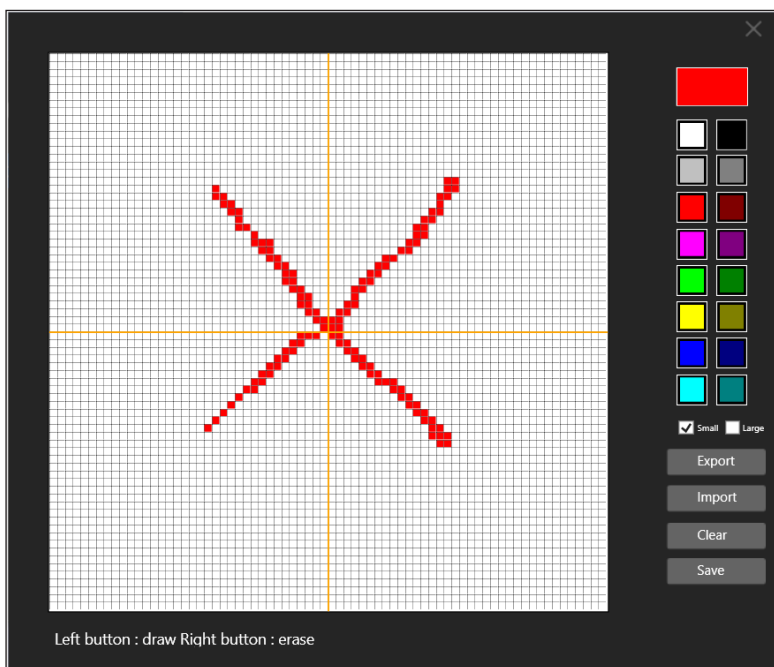 Small Large
Export
Import
Clear
Save
Left button : draw Right button : erase